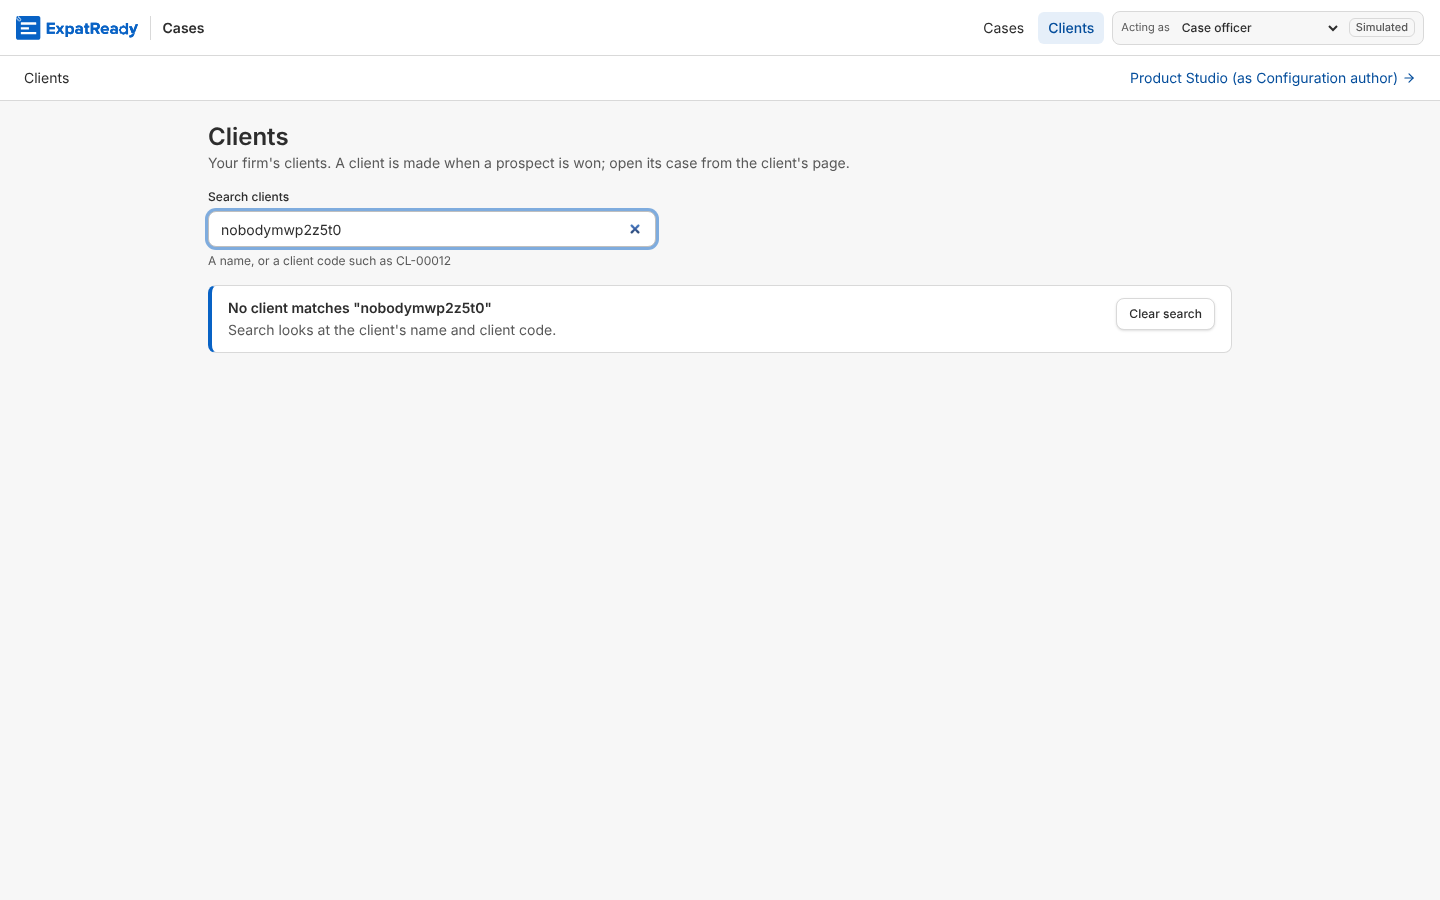 ExpatReady
Cases
Cases
Clients
Acting as
Case officer
Simulated
Clients
Product Studio (as Configuration author) →
Clients
Your firm's clients. A client is made when a prospect is won; open its case from the client's page.
Search clients
nobodymwp2z5t0
A name, or a client code such as CL-00012
No client matches "nobodymwp2z5t0"
Clear search
Search looks at the client's name and client code.